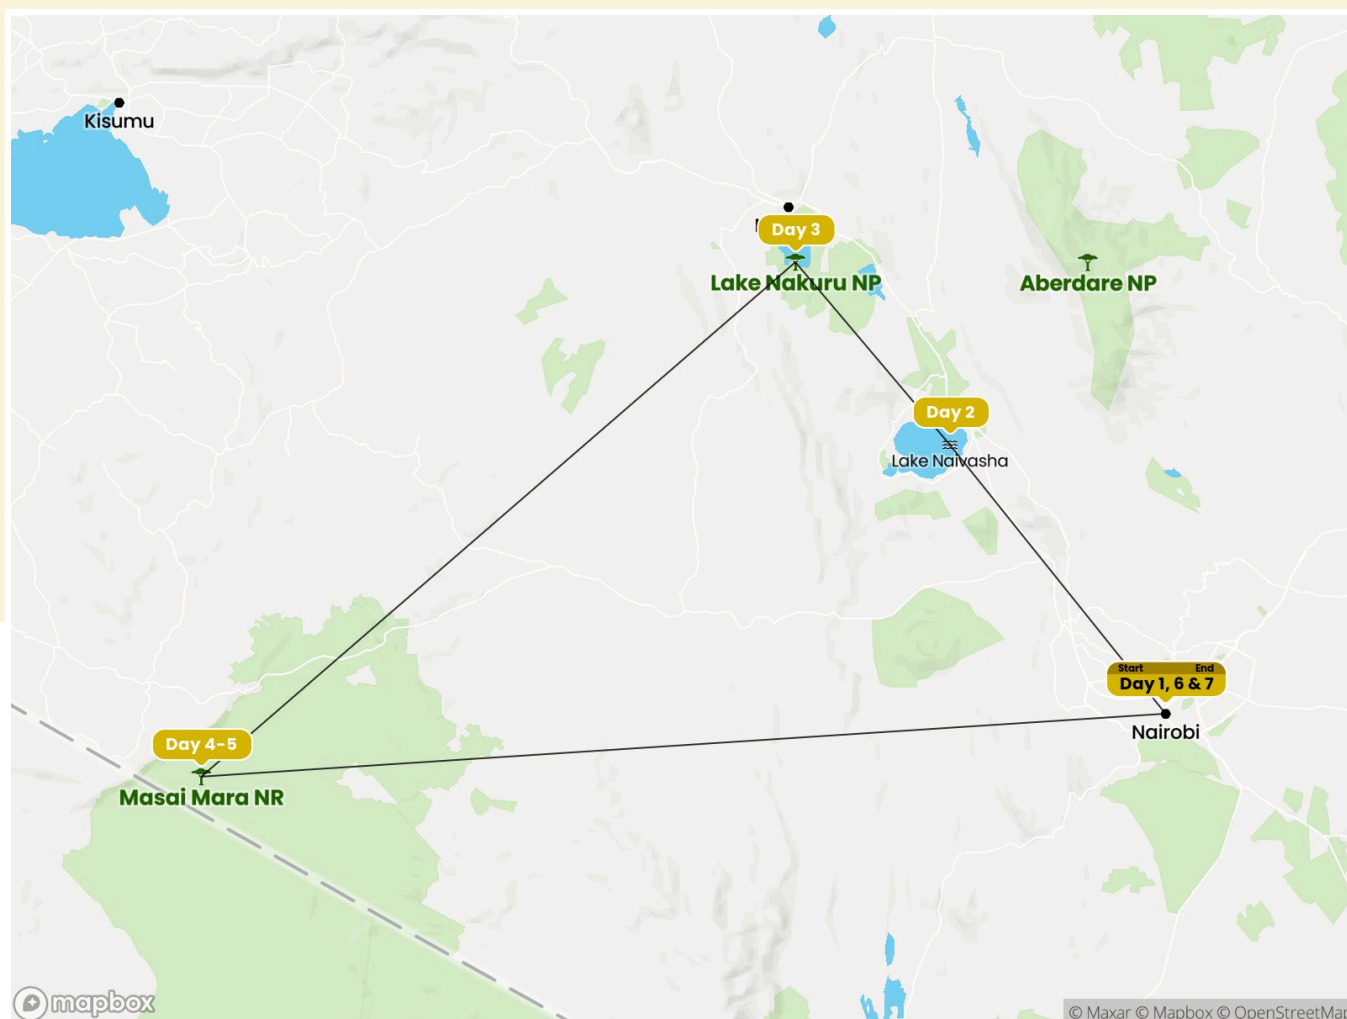 Kisumu
Day 3
Lake Nakuru NP
Aberdare NP
Day 2
Lake Naivasha
Start End
Day 1, 6 & 7
Nairobi
Day 4-5
Masai Mara NR
mapbox
© Maxar © Mapbox © OpenStreetMap